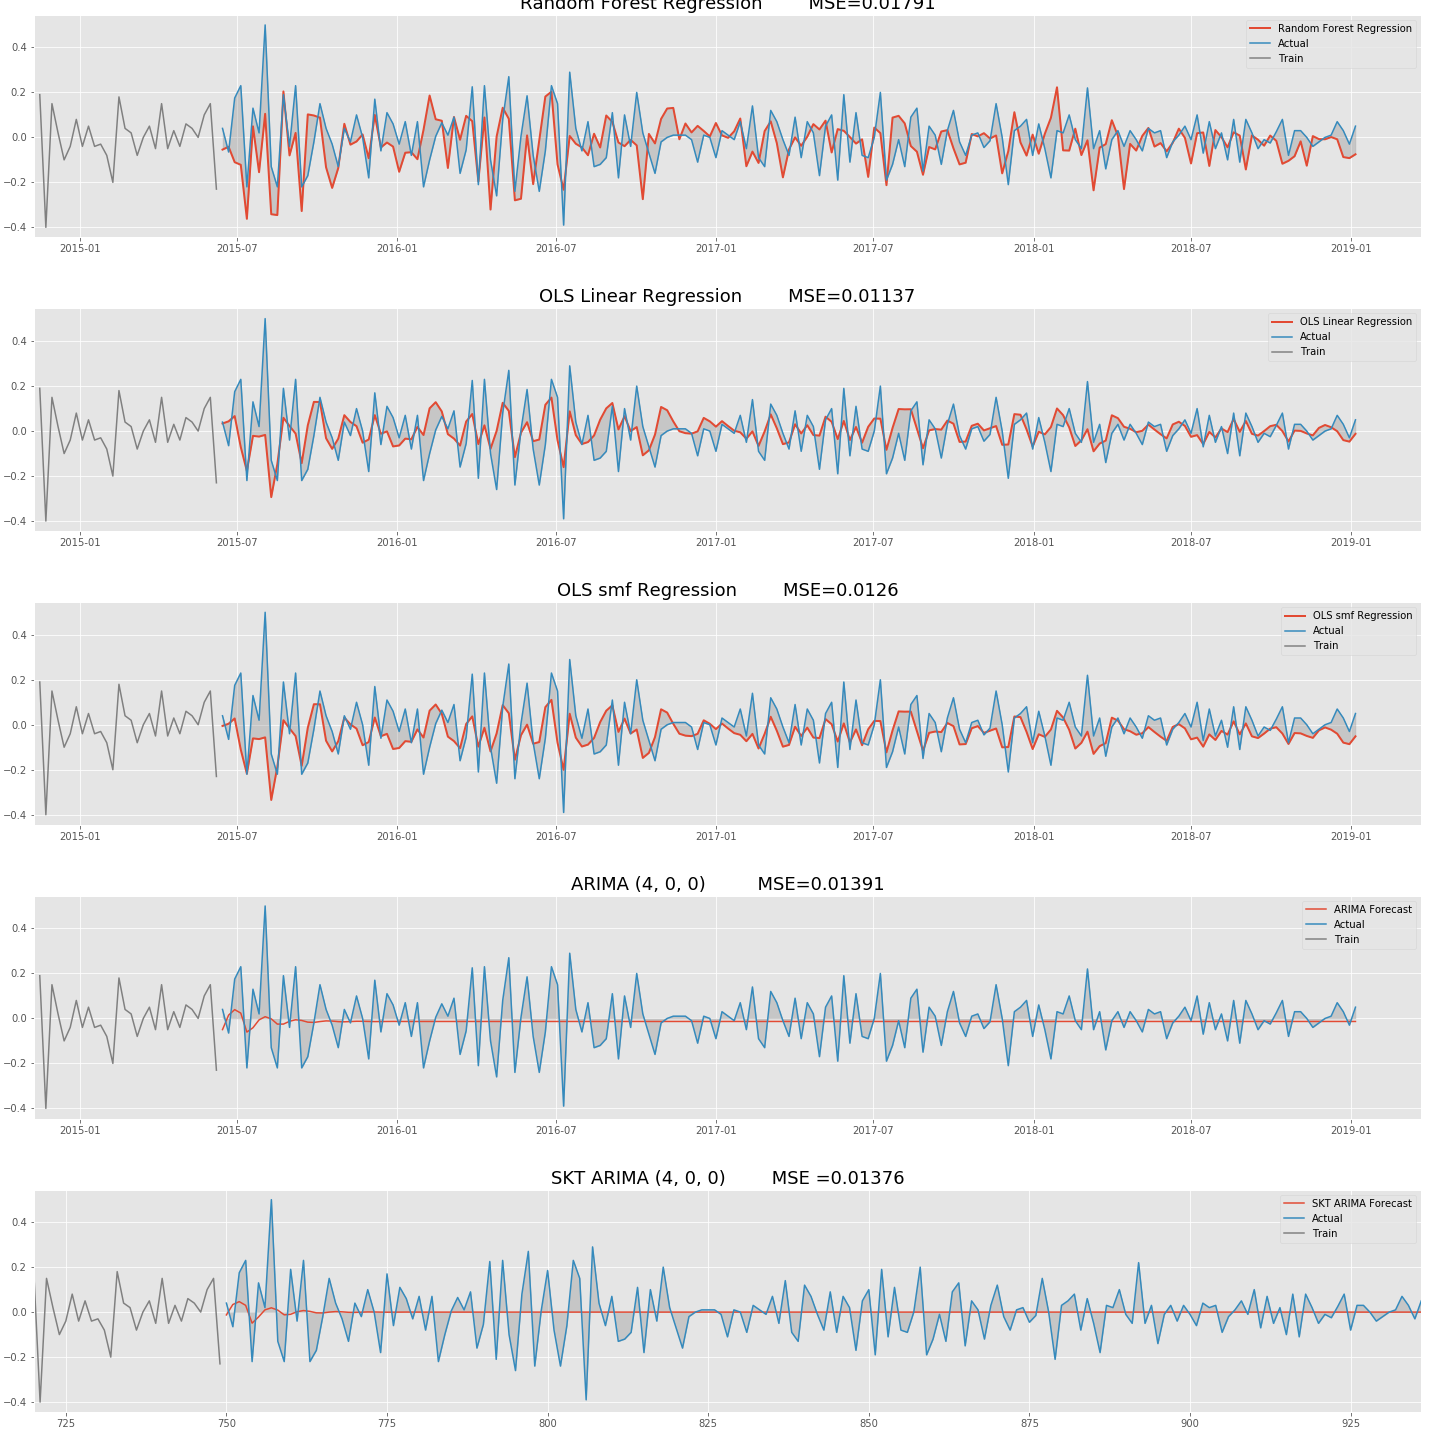 Random Forest Regression MSE=0.01791
Random Forest Regression
Actual
Train
0.4
0.2
0.0
−0.2
−0.4
2015-01 2015-07 2016-01 2016-07 2017-01 2017-07 2018-01 2018-07 2019-01
OLS Linear Regression MSE=0.01137
OLS Linear Regression
Actual
Train
0.4
0.2
0.0
−0.2
−0.4
2015-01 2015-07 2016-01 2016-07 2017-01 2017-07 2018-01 2018-07 2019-01
OLS smf Regression MSE=0.0126
OLS smf Regression
Actual
Train
0.4
0.2
0.0
−0.2
−0.4
2015-01 2015-07 2016-01 2016-07 2017-01 2017-07 2018-01 2018-07 2019-01
ARIMA (4, 0, 0) MSE=0.01391
ARIMA Forecast
Actual
Train
0.4
0.2
0.0
−0.2
−0.4
2015-01 2015-07 2016-01 2016-07 2017-01 2017-07 2018-01 2018-07 2019-01
SKT ARIMA (4, 0, 0) MSE =0.01376
SKT ARIMA Forecast
Actual
Train
0.4
0.2
0.0
−0.2
−0.4
725 750 775 800 825 850 875 900 925